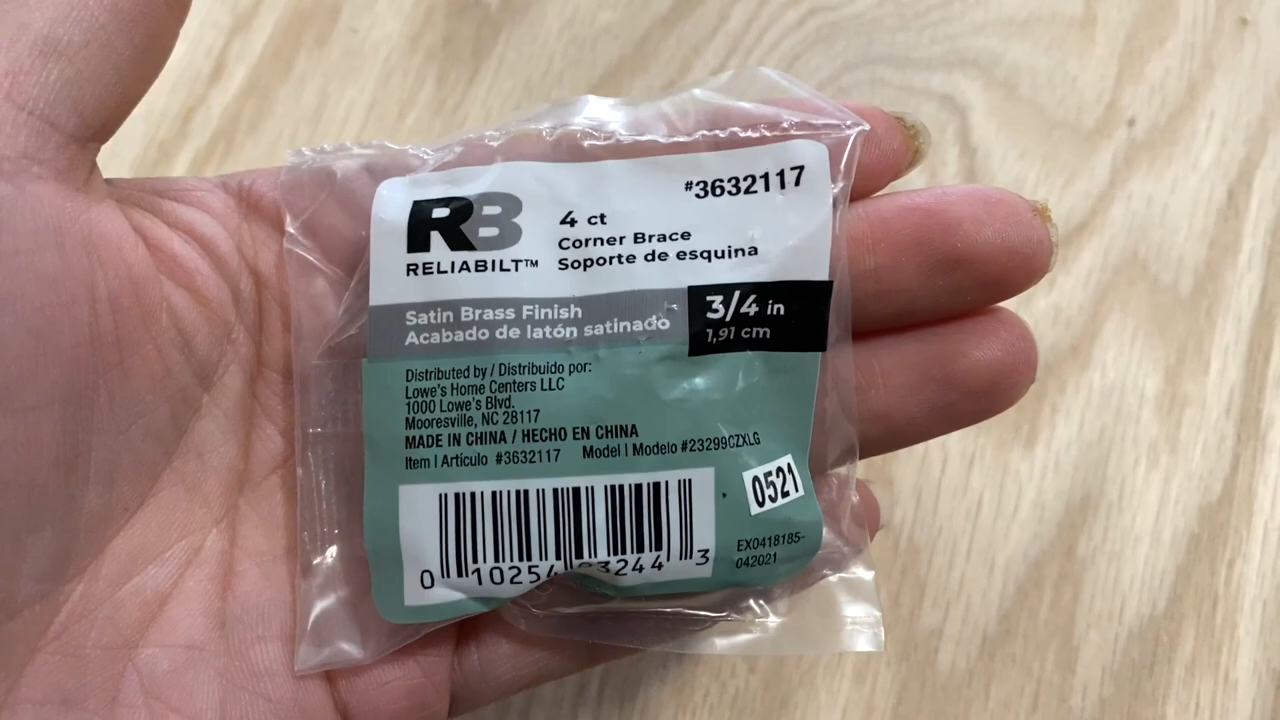 #3632117
RB
RELIABILT™
4 ct
Corner Brace
Soporte de esquina
Satin Brass Finish
Acabado de latón satinado
3/4 in
1,91 cm
Distributed by / Distribuido por:
Lowe's Home Centers LLC
1000 Lowe's Blvd.
Mooresville, NC 28117
MADE IN CHINA / HECHO EN CHINA
Item | Artículo #3632117 Model | Modelo #23299CZXLG
0521
0 10254 3244 3
EX0418185-
042021